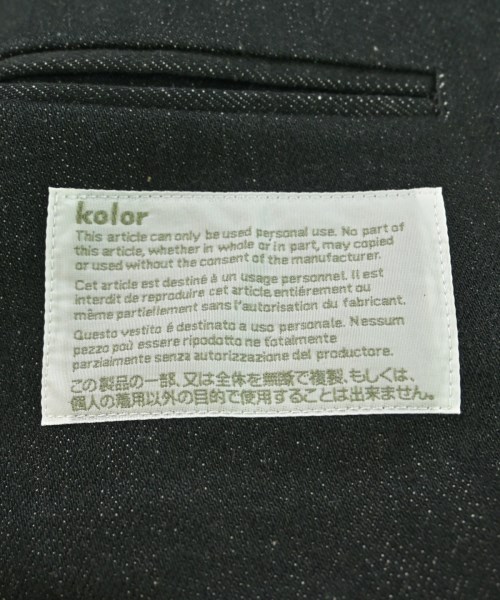 kolor
This article can only be used personal use. No part of
this article, whether in whole or in part, may copied
or used without the consent of the manufacturer.
Cet article est destiné à un usage personnel. Il est
interdit de reproduire cet article entiérement ou
même partiellement sans l'autorisation du fabricant.
Questo vestito é destinato a uso personale. Nessum
pezzo poù essere ripodotto ne totalmente
parzialmente senza autorizzazione del productore.
この製品の一部、又は全体を無断で複製、もしくは、
個人の着用以外の目的で使用することは出来ません。